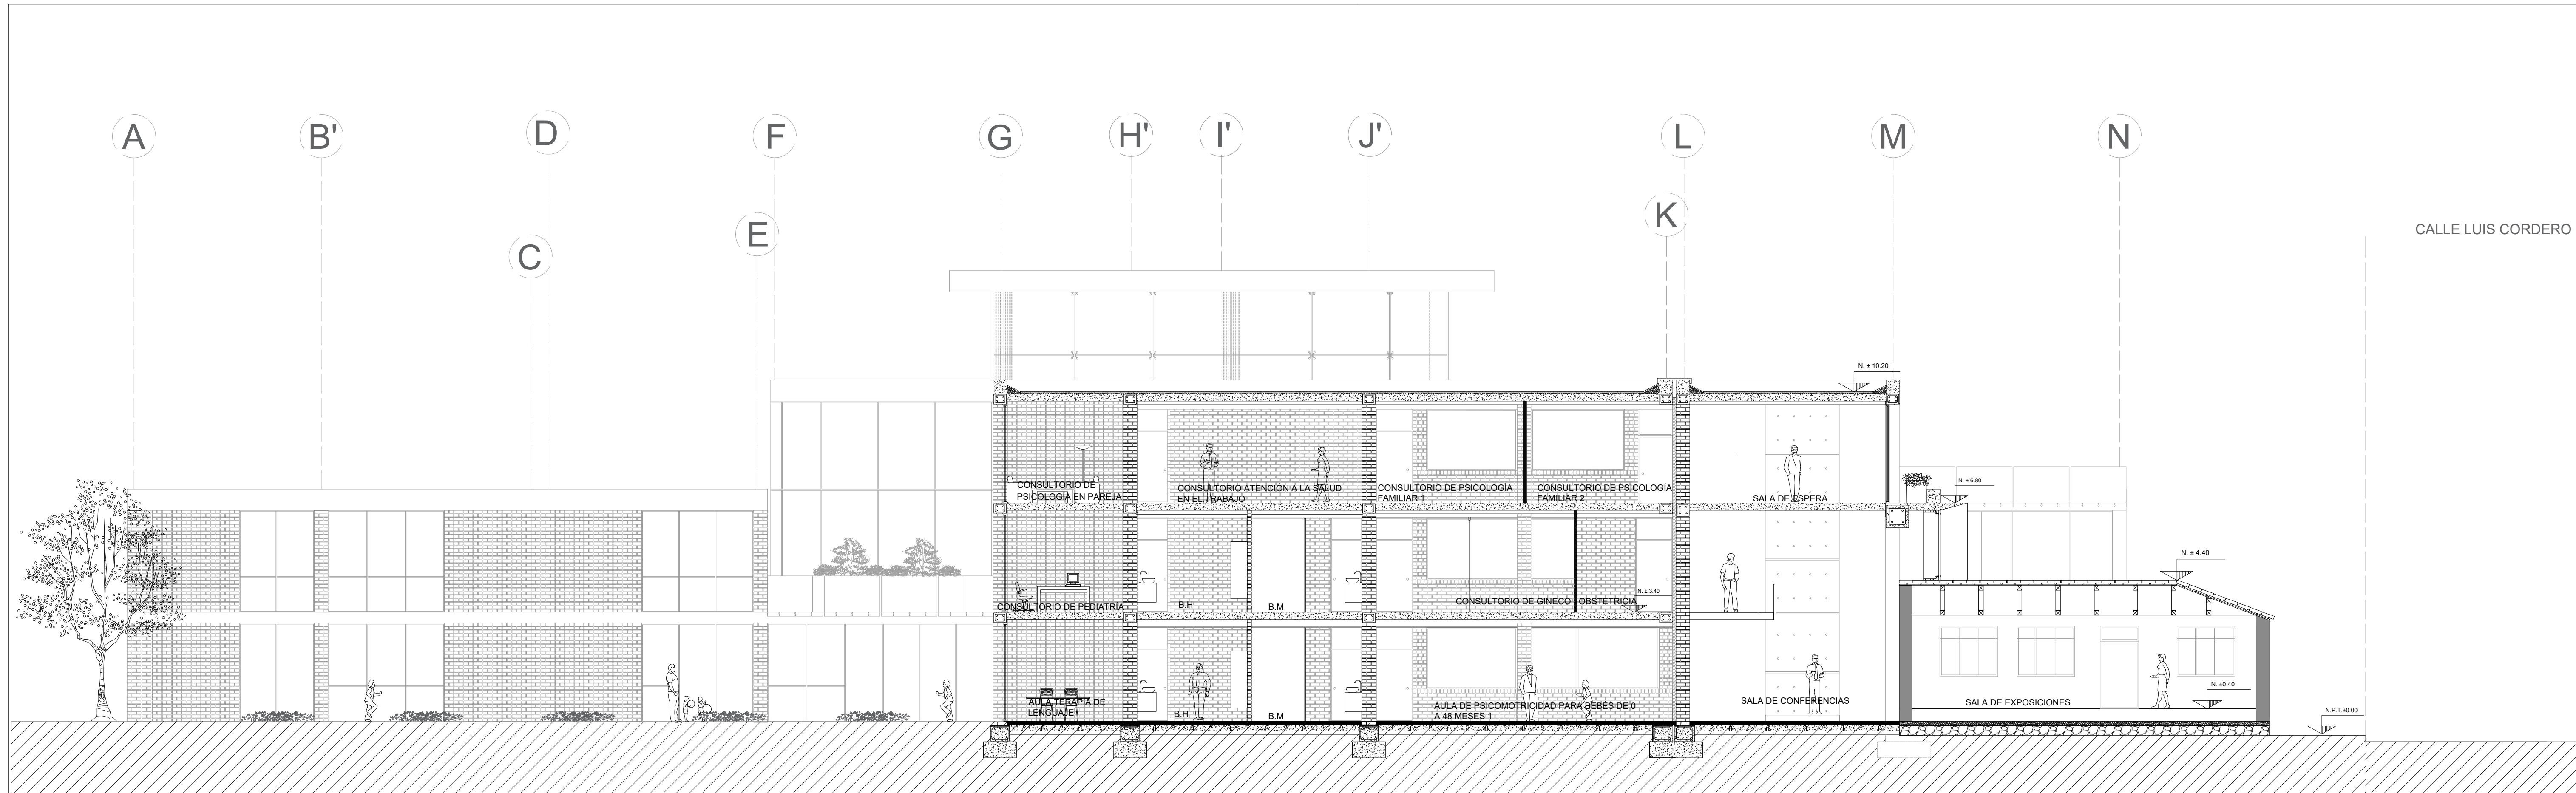 A
B'
D
F
G
H'
I'
J'
L
M
N
K
E
C
CALLE LUIS CORDERO
N. ± 10.20
CONSULTORIO DE
PSICOLOGÍA EN PAREJA
CONSULTORIO ATENCIÓN A LA SALUD
EN EL TRABAJO
CONSULTORIO DE PSICOLOGÍA
FAMILIAR 1
CONSULTORIO DE PSICOLOGÍA
FAMILIAR 2
SALA DE ESPERA
N. ± 6.80
N. ± 4.40
CONSULTORIO DE PEDIATRÍA
B.H
B.M
CONSULTORIO DE GINECO - OBSTETRICIA
N. ± 3.40
AULA TERAPIA DE
LENGUAJE
B.H
B.M
AULA DE PSICOMOTRICIDAD PARA BEBÉS DE 0
A 48 MESES 1
SALA DE CONFERENCIAS
SALA DE EXPOSICIONES
N. ±0.40
N.P.T.±0.00